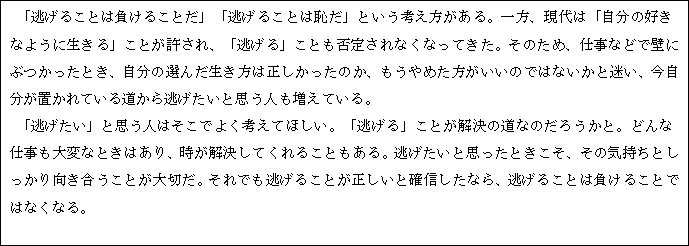 「逃げることは負けることだ」「逃げることは恥だ」という考え方がある。一方、現代は「自分の好き
なように生きる」ことが許され、「逃げる」ことも否定されなくなってきた。そのため、仕事などで壁に
ぶつかったとき、自分の選んだ生き方は正しかったのか、もうやめた方がいいのではないかと迷い、今自
分が置かれている道から逃げたいと思う人も増えている。
「逃げたい」と思う人はそこでよく考えてほしい。「逃げる」ことが解決の道なのだろうかと。どんな
仕事も大変なときはあり、時が解決してくれることもある。逃げたいと思ったときこそ、その気持ちとし
っかり向き合うことが大切だ。それでも逃げることが正しいと確信したなら、逃げることは負けることで
はなくなる。